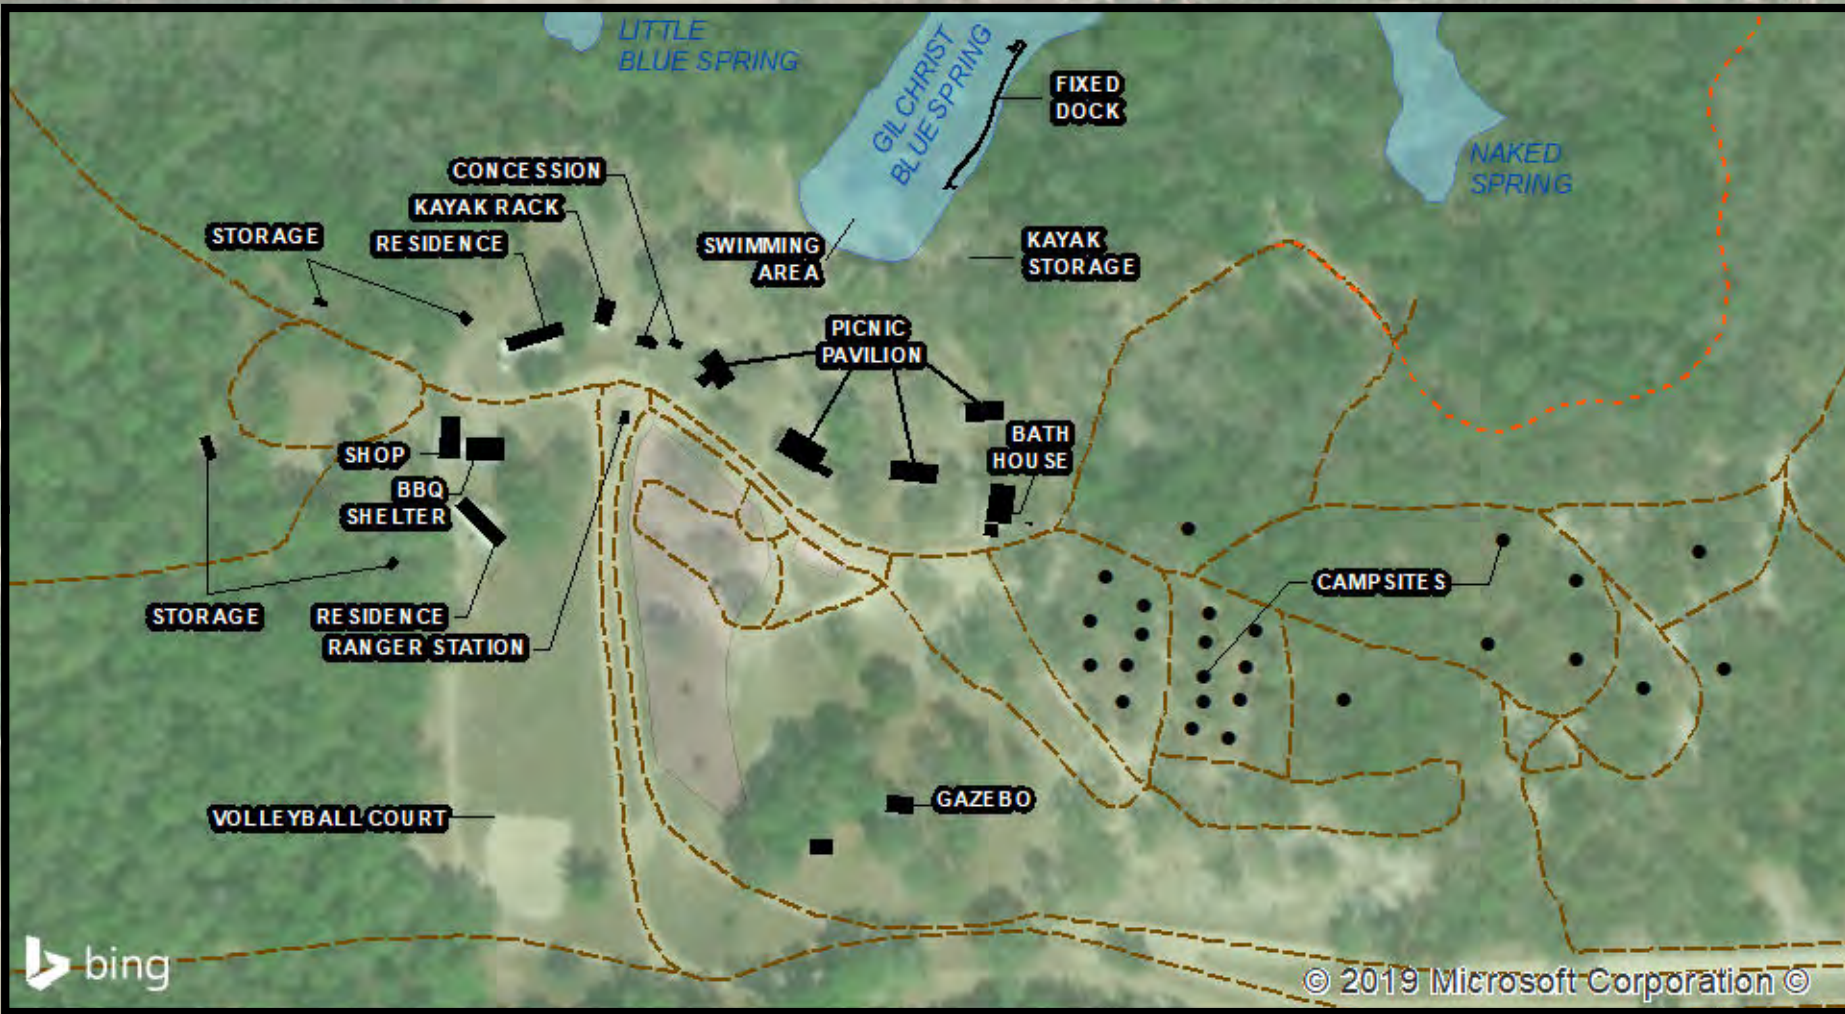 LITTLE
BLUE SPRING
GILCHRIST
BLUE SPRING
FIXED
DOCK
NAKED
SPRING
CONCESSION
KAYAK RACK
STORAGE
RESIDENCE
SWIMMING
AREA
KAYAK
STORAGE
PICNIC
PAVILION
SHOP
BATH
HOUSE
BBQ
SHELTER
CAMPSITES
STORAGE
RESIDENCE
RANGER STATION
VOLLEYBALL COURT
GAZEBO
bing
© 2019 Microsoft Corporation ©